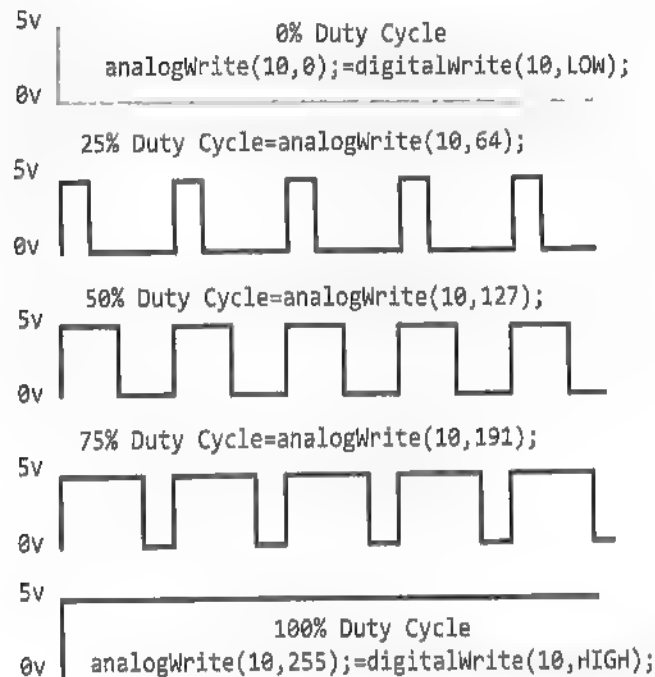 5v
0% Duty Cycle
analogWrite(10,0);=digitalWrite(10,LOW);
0v
25% Duty Cycle=analogWrite(10,64);
5v
0v
50% Duty Cycle=analogWrite(10,127);
5v
0v
75% Duty Cycle=analogWrite(10,191);
5v
0v
5v
100% Duty Cycle
0v analogWrite(10,255);=digitalWrite(10,HIGH);